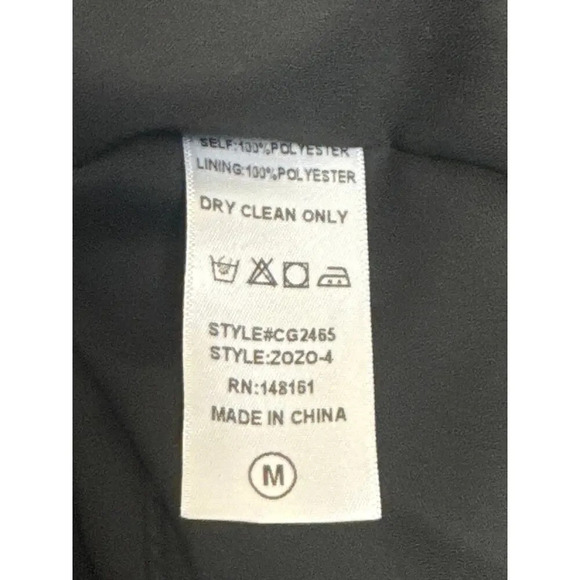 SELF:100%POLYESTER
LINING:100%POLYESTER
DRY CLEAN ONLY
STYLE#CG2465
STYLE:ZOZO-4
RN:148161
MADE IN CHINA
M